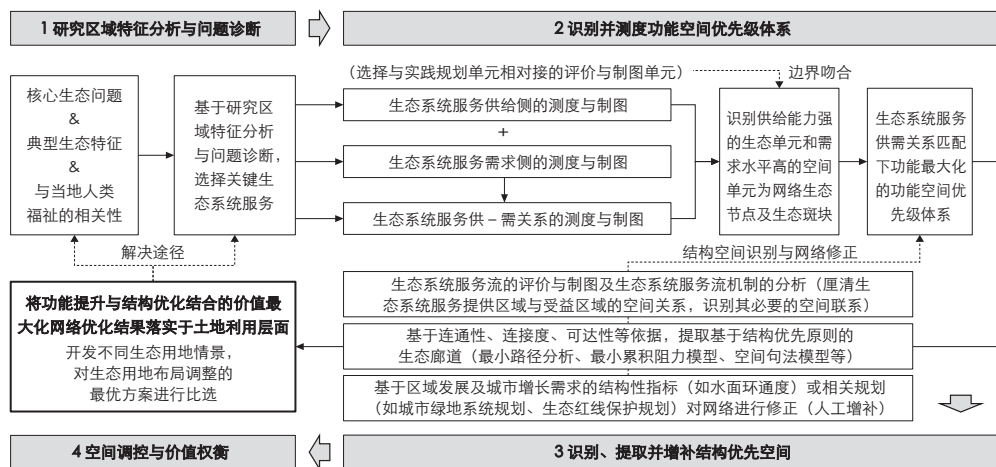 1 研究区域特征分析与问题诊断
2 识别并测度功能空间优先级体系
核心生态问题
&
典型生态特征
&
与当地人类
福祉的相关性
基于研究区
域特征分析
与问题诊断，
选择关键生
态系统服务
（选择与实践规划单元相对接的评价与制图单元）
边界吻合
生态系统服务供给侧的测度与制图
+
生态系统服务需求侧的测度与制图
生态系统服务供－需关系的测度与制图
识别供给能力强
的生态单元和需
求水平高的空间
单元为网络生态
节点及生态斑块
生态系统服务
供需关系匹配
下功能最大化
的功能空间优
先级体系
解决途径
结构空间识别与网络修正
将功能提升与结构优化结合的价值最
大化网络优化结果落实于土地利用层面
开发不同生态用地情景，
对生态用地布局调整的
最优方案进行比选
生态系统服务流的评价与制图及生态系统服务流机制的分析（厘清生
态系统服务提供区域与受益区域的空间关系，识别其必要的空间联系）
基于连通性、连接度、可达性等依据，提取基于结构优先原则的
生态廊道（最小路径分析、最小累积阻力模型、空间句法模型等）
基于区域发展及城市增长需求的结构性指标（如水面环通度）或相关规划
（如城市绿地系统规划、生态红线保护规划）对网络进行修正（人工增补）
4 空间调控与价值权衡
3 识别、提取并增补结构优先空间